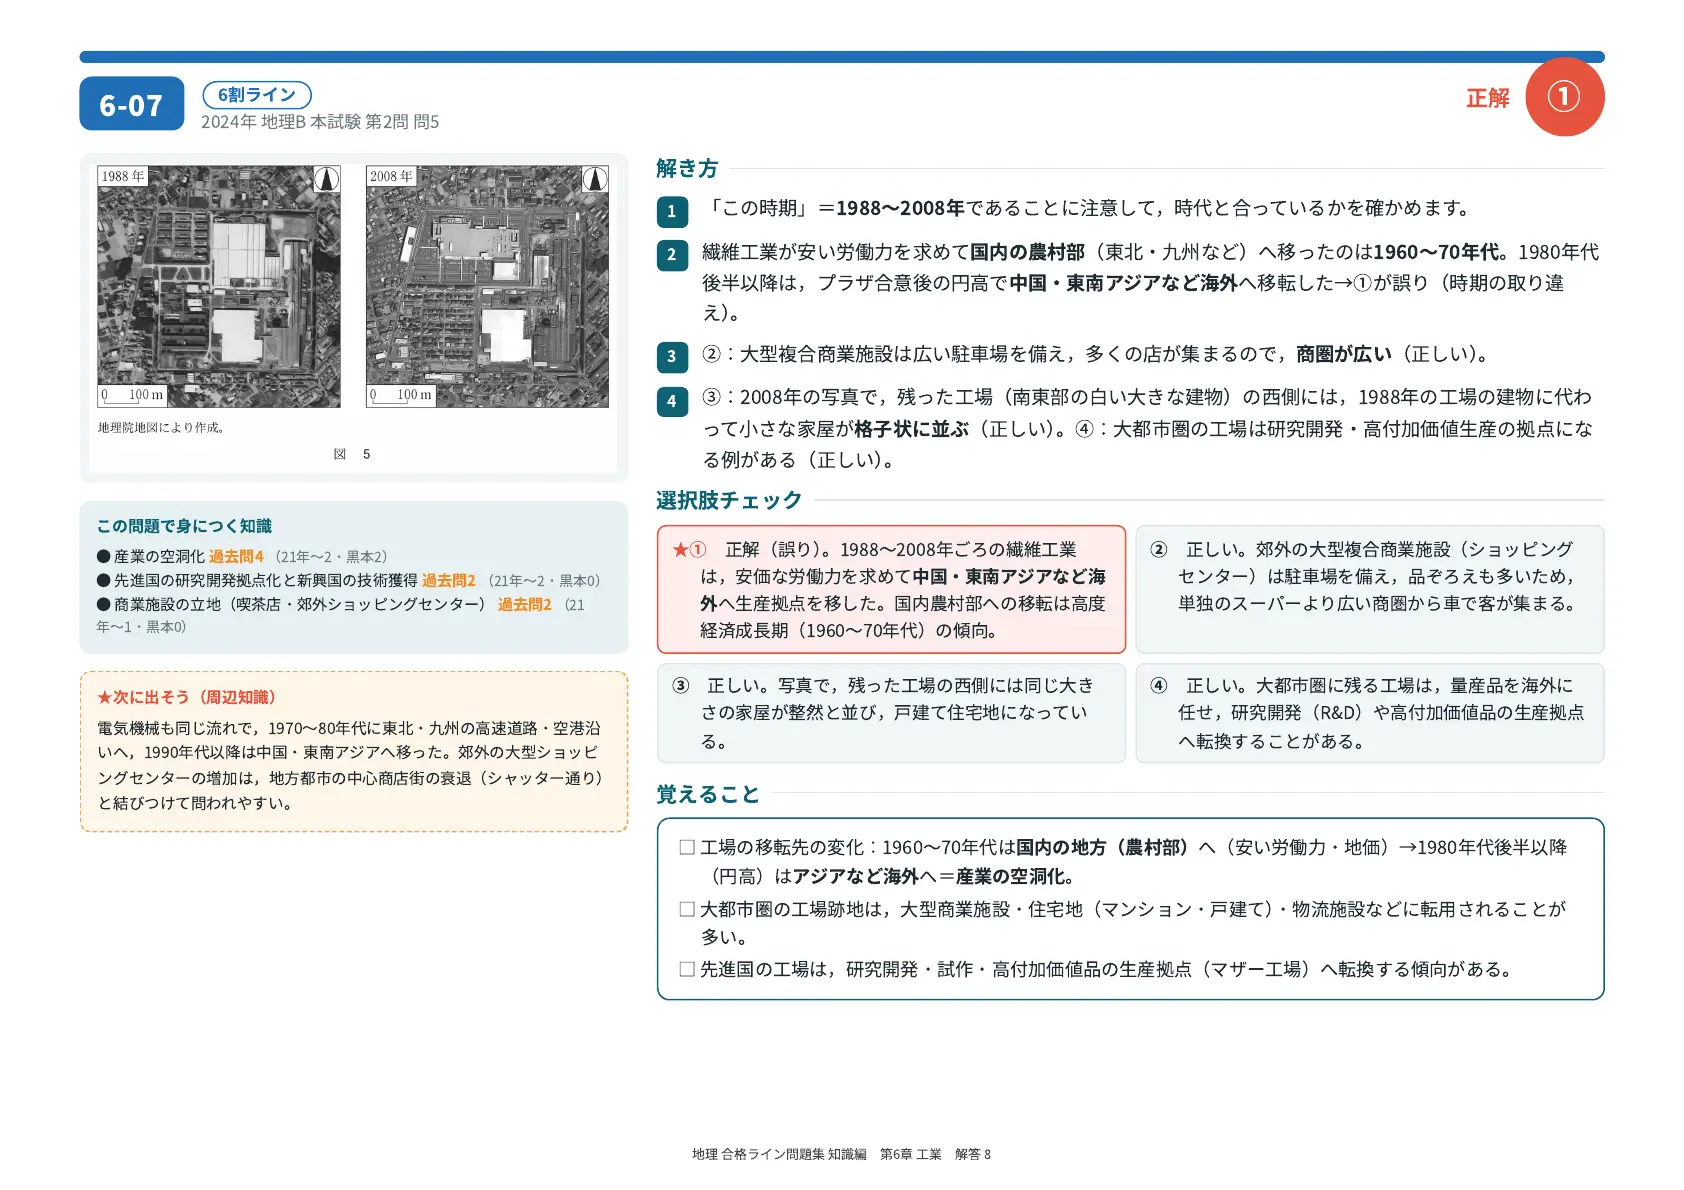 6-07
6割ライン
2024年 地理B 本試験 第2問 問5
正解 ①
1988 年
0 100 m
2008 年
0 100 m
地理院地図により作成。
図 5
この問題で身につく知識
● 産業の空洞化 過去問4 （21年〜2・黒本2）
● 先進国の研究開発拠点化と新興国の技術獲得 過去問2 （21年〜2・黒本0）
● 商業施設の立地（喫茶店・郊外ショッピングセンター） 過去問2 （21
年〜1・黒本0）
★次に出そう（周辺知識）
電気機械も同じ流れで，1970〜80年代に東北・九州の高速道路・空港沿
いへ，1990年代以降は中国・東南アジアへ移った。郊外の大型ショッピ
ングセンターの増加は，地方都市の中心商店街の衰退（シャッター通り）
と結びつけて問われやすい。
解き方
1 「この時期」＝1988〜2008年であることに注意して，時代と合っているかを確かめます。
2 繊維工業が安い労働力を求めて国内の農村部（東北・九州など）へ移ったのは1960〜70年代。1980年代
後半以降は，プラザ合意後の円高で中国・東南アジアなど海外へ移転した→①が誤り（時期の取り違
え）。
3 ②：大型複合商業施設は広い駐車場を備え，多くの店が集まるので，商圏が広い（正しい）。
4 ③：2008年の写真で，残った工場（南東部の白い大きな建物）の西側には，1988年の工場の建物に代わ
って小さな家屋が格子状に並ぶ（正しい）。④：大都市圏の工場は研究開発・高付加価値生産の拠点にな
る例がある（正しい）。
選択肢チェック
★① 正解（誤り）。1988〜2008年ごろの繊維工業
は，安価な労働力を求めて中国・東南アジアなど海
外へ生産拠点を移した。国内農村部への移転は高度
経済成長期（1960〜70年代）の傾向。
② 正しい。郊外の大型複合商業施設（ショッピング
センター）は駐車場を備え，品ぞろえも多いため，
単独のスーパーより広い商圏から車で客が集まる。
③ 正しい。写真で，残った工場の西側には同じ大き
さの家屋が整然と並び，戸建て住宅地になってい
る。
④ 正しい。大都市圏に残る工場は，量産品を海外に
任せ，研究開発（R&D）や高付加価値品の生産拠点
へ転換することがある。
覚えること
□ 工場の移転先の変化：1960〜70年代は国内の地方（農村部）へ（安い労働力・地価）→1980年代後半以降
（円高）はアジアなど海外へ＝産業の空洞化。
□ 大都市圏の工場跡地は，大型商業施設・住宅地（マンション・戸建て）・物流施設などに転用されることが
多い。
□ 先進国の工場は，研究開発・試作・高付加価値品の生産拠点（マザー工場）へ転換する傾向がある。
地理 合格ライン問題集 知識編 第6章 工業 解答 8